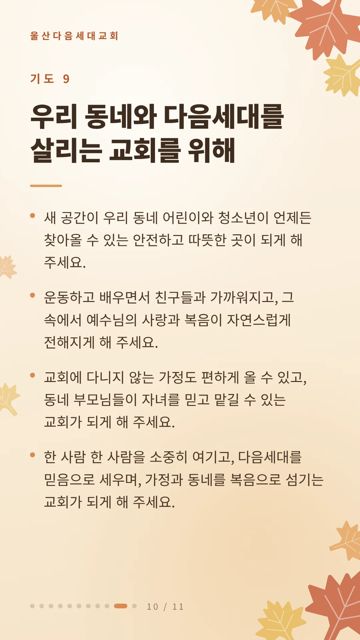 울산다음세대교회
기도 9
우리 동네와 다음세대를
살리는 교회를 위해
• 새 공간이 우리 동네 어린이와 청소년이 언제든
찾아올 수 있는 안전하고 따뜻한 곳이 되게 해
주세요.
• 운동하고 배우면서 친구들과 가까워지고, 그
속에서 예수님의 사랑과 복음이 자연스럽게
전해지게 해 주세요.
• 교회에 다니지 않는 가정도 편하게 올 수 있고,
동네 부모님들이 자녀를 믿고 맡길 수 있는
교회가 되게 해 주세요.
• 한 사람 한 사람을 소중히 여기고, 다음세대를
믿음으로 세우며, 가정과 동네를 복음으로 섬기는
교회가 되게 해 주세요.
10 / 11